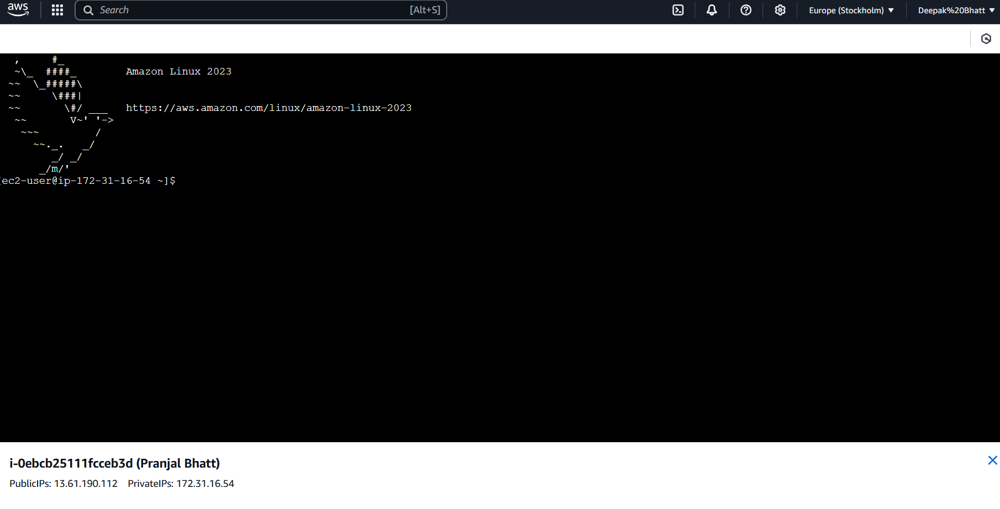 aws Search [Alt+S] Europe (Stockholm) Deepak%20Bhatt
   ,     #_
  ~\_  ####_        Amazon Linux 2023
 ~~  \_#####\
 ~~     \###|
 ~~       \#/ ___   https://aws.amazon.com/linux/amazon-linux-2023
  ~~       V~' '->
   ~~~         /
     ~~._.   _/
        _/ _/
      _/m/'
[ec2-user@ip-172-31-16-54 ~]$
i-0ebcb25111fcceb3d (Pranjal Bhatt)
PublicIPs: 13.61.190.112 PrivateIPs: 172.31.16.54